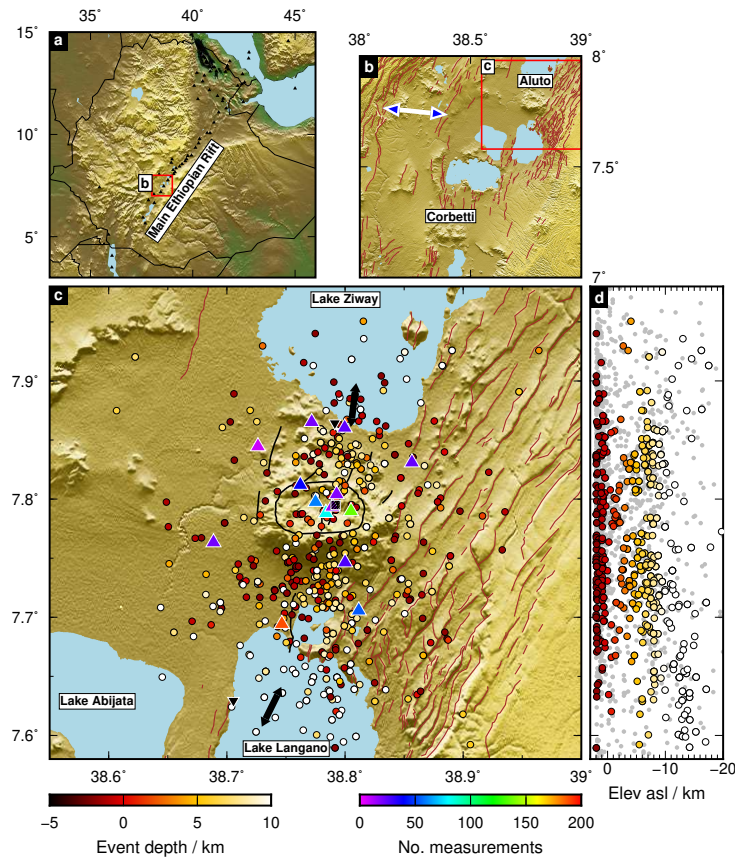 35˚ 40˚ 45˚
a
15˚
10˚
5˚
b
Main Ethiopian Rift
38˚ 38.5˚ 39˚
b
c
Aluto
Corbetti
8˚
7.5˚
7˚
c
Lake Ziway
Lake Abijata
Lake Langano
7.9˚
7.8˚
7.7˚
7.6˚
38.6˚ 38.7˚ 38.8˚ 38.9˚ 39˚
d
0 −10 −20
Elev asl / km
−5 0 5 10
Event depth / km
0 50 100 150 200
No. measurements